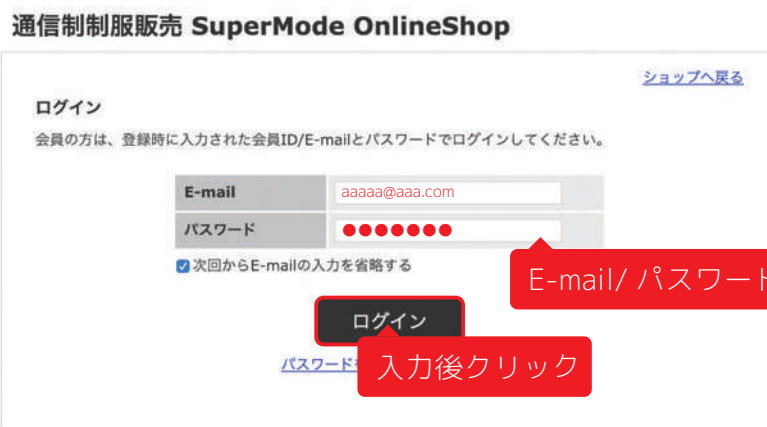 通信制制服販売 SuperMode OnlineShop
ショップへ戻る
ログイン
会員の方は、登録時に入力された会員ID/E-mailとパスワードでログインしてください。
E-mail
aaaaa@aaa.com
パスワード
●●●●●●●
次回からE-mailの入力を省略する
E-mail/ パスワード
ログイン
入力後クリック
パスワード